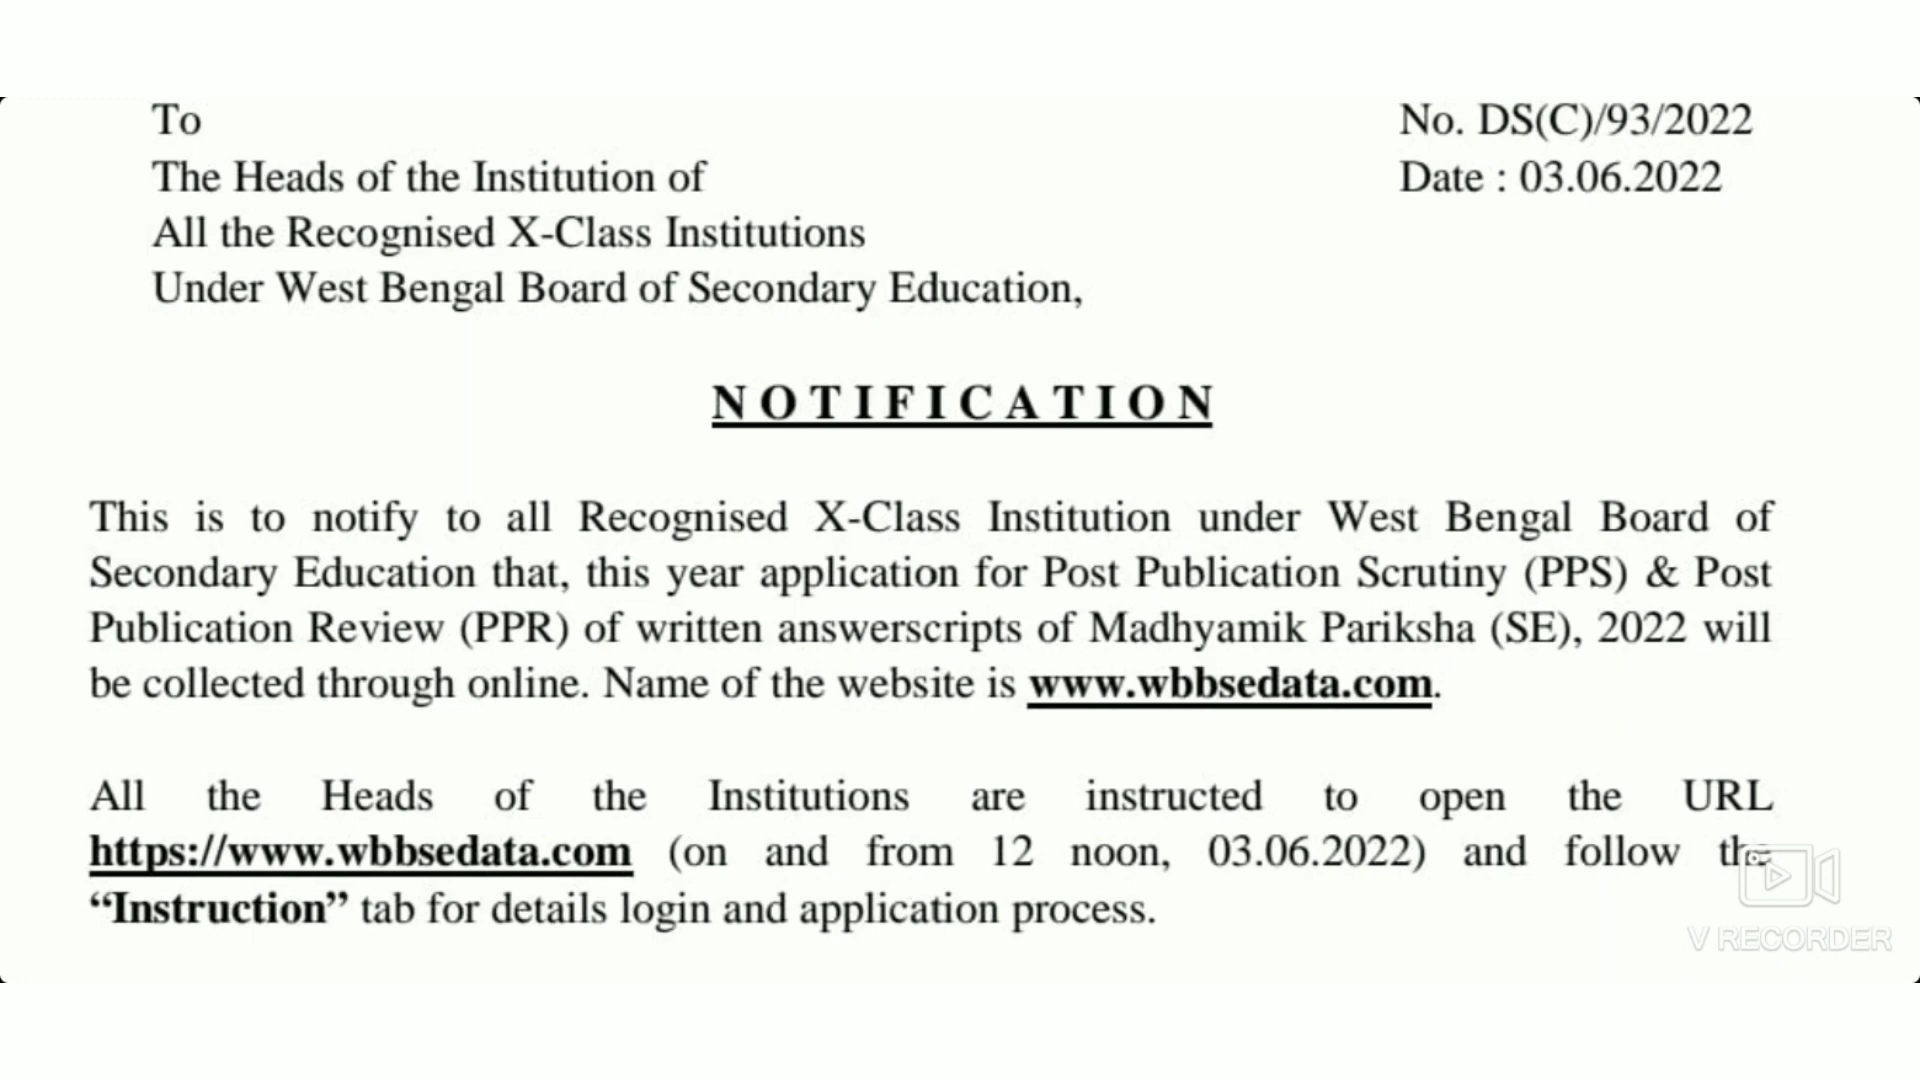 To
No. DS(C)/93/2022
The Heads of the Institution of
Date : 03.06.2022
All the Recognised X-Class Institutions
Under West Bengal Board of Secondary Education,
NOTIFICATION
This is to notify to all Recognised X-Class Institution under West Bengal Board of
Secondary Education that, this year application for Post Publication Scrutiny (PPS) & Post
Publication Review (PPR) of written answerscripts of Madhyamik Pariksha (SE), 2022 will
be collected through online. Name of the website is www.wbbsedata.com.
All the Heads of the Institutions are instructed to open the URL
https://www.wbbsedata.com (on and from 12 noon, 03.06.2022) and follow the
“Instruction” tab for details login and application process.
V RECORDER